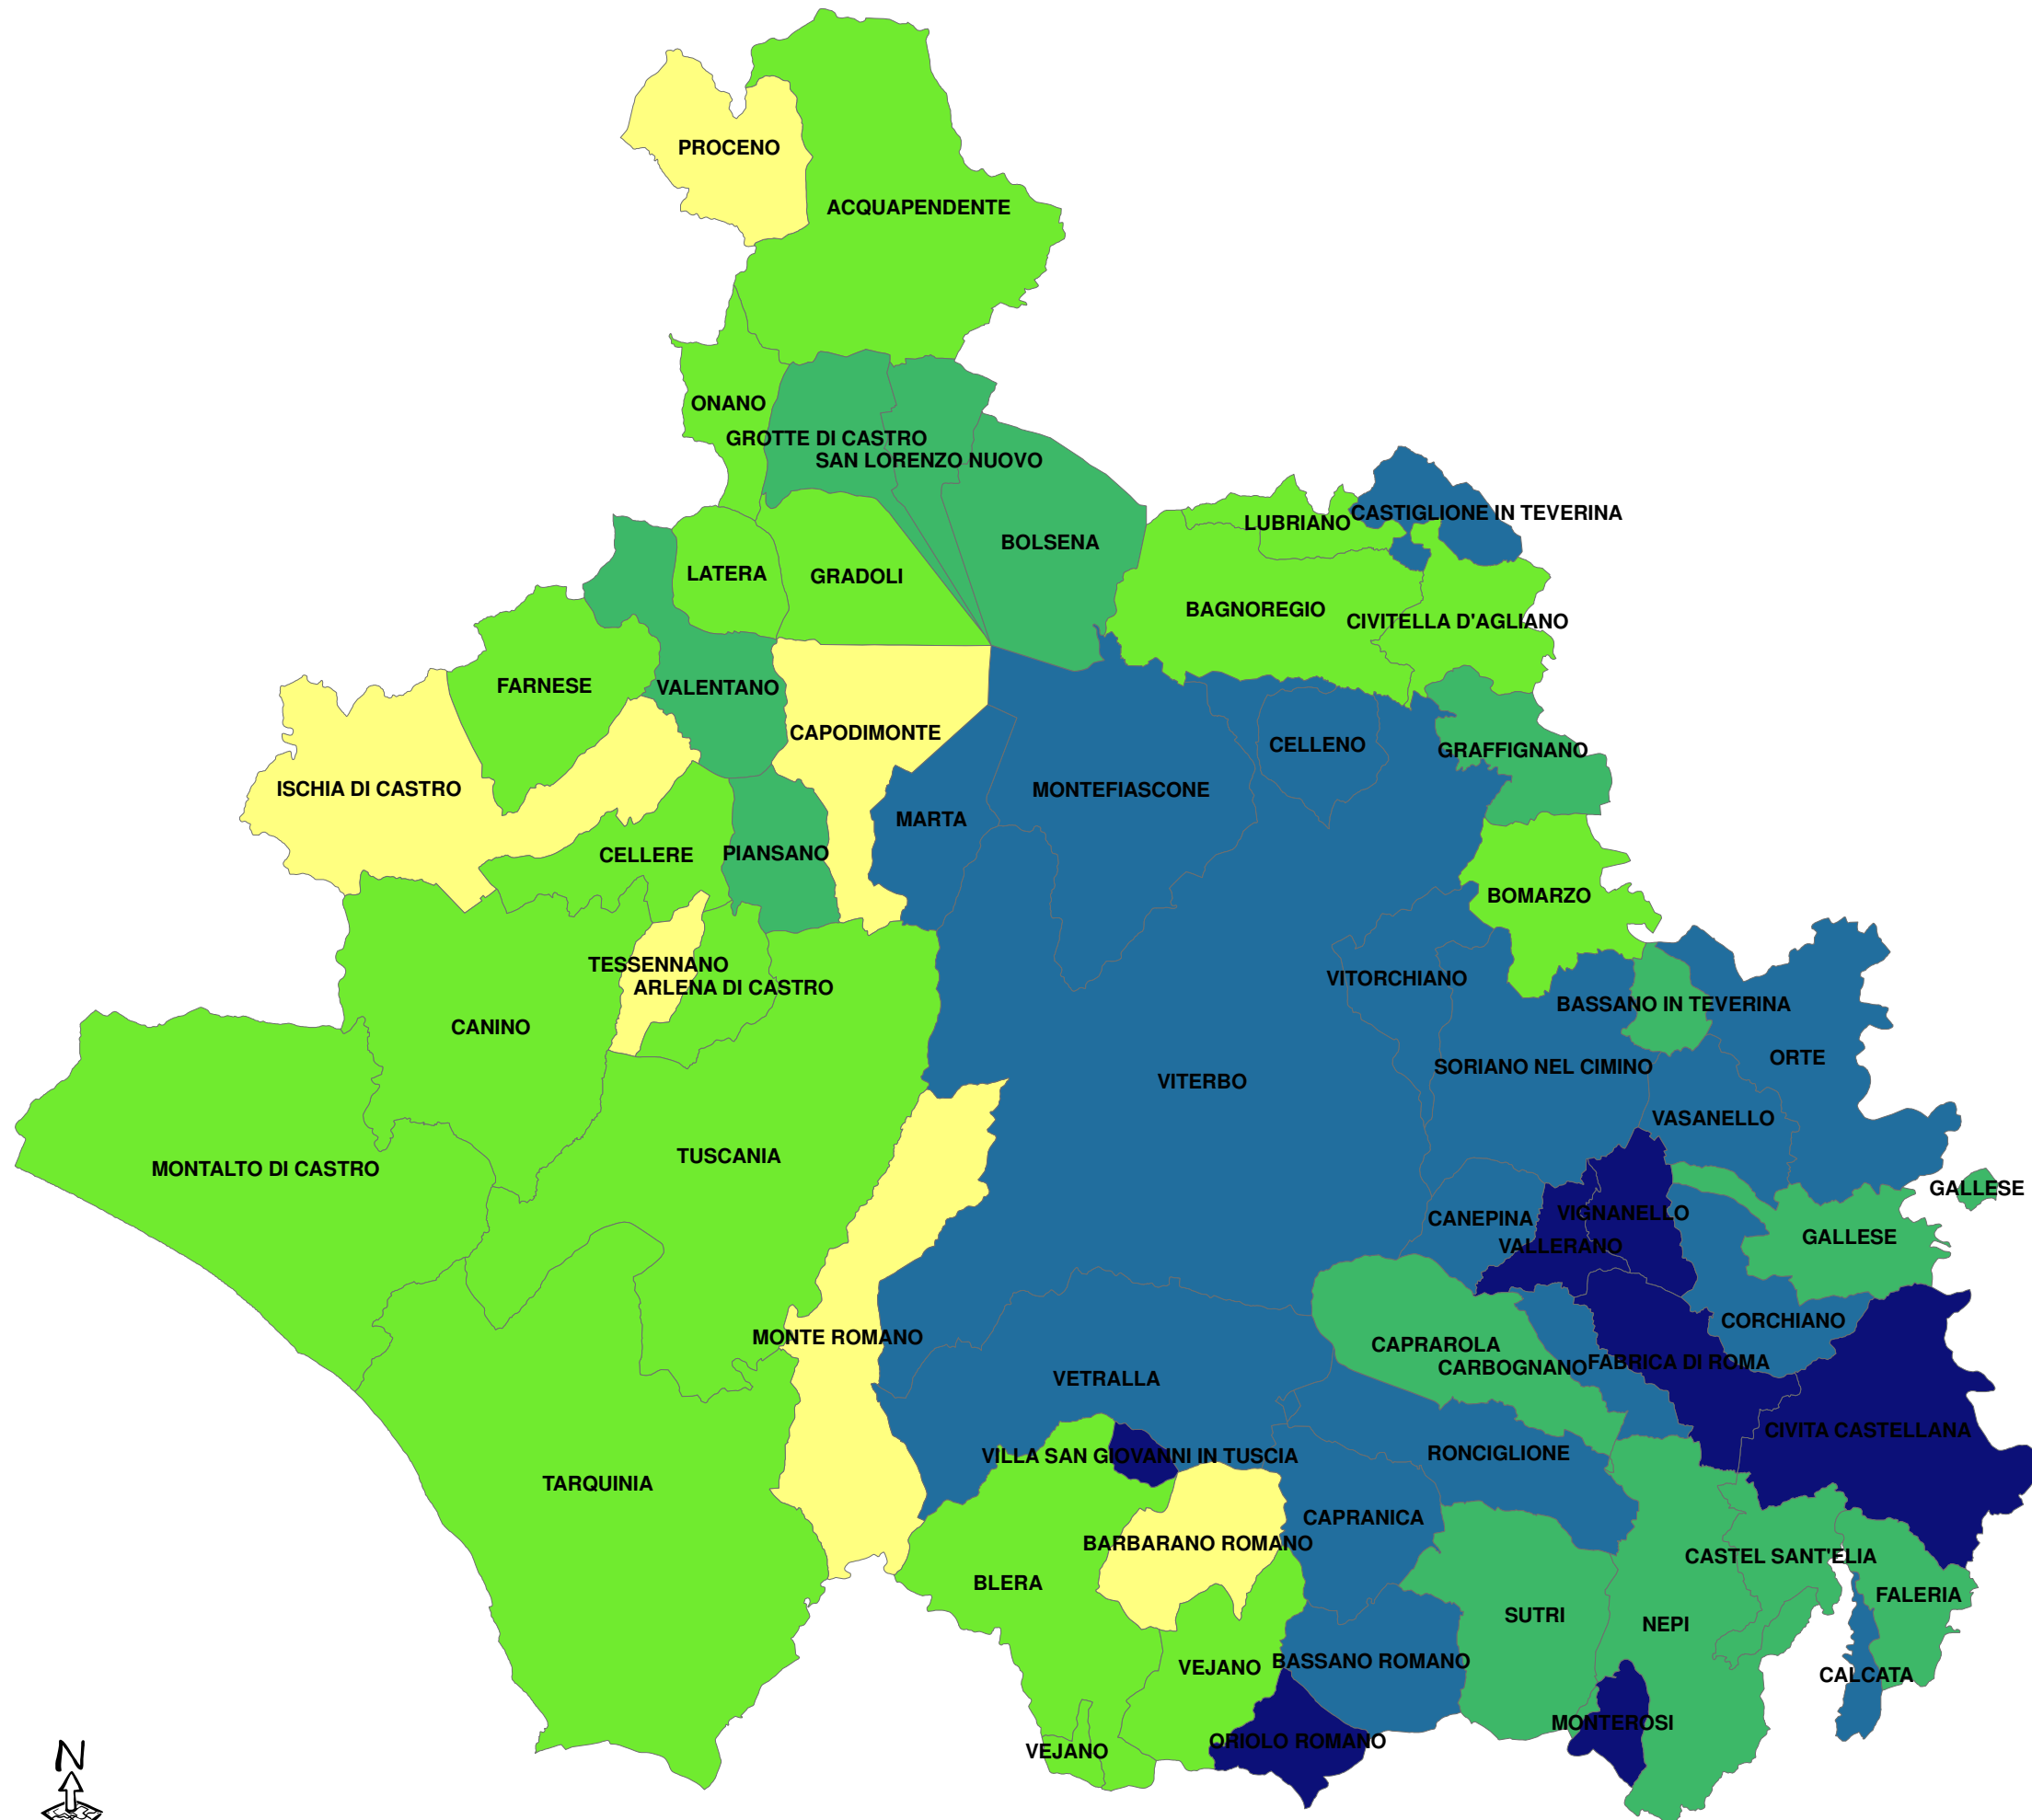 PROCENO
ACQUAPENDENTE
ONANO
GROTTE DI CASTRO
SAN LORENZO NUOVO
CASTIGLIONE IN TEVERINA
LUBRIANO
BOLSENA
LATERA
GRADOLI
BAGNOREGIO
CIVITELLA D'AGLIANO
FARNESE
VALENTANO
CAPODIMONTE
CELLENO
GRAFFIGNANO
ISCHIA DI CASTRO
MONTEFIASCONE
MARTA
CELLERE
PIANSANO
BOMARZO
TESSENNANO
VITORCHIANO
ARLENA DI CASTRO
BASSANO IN TEVERINA
CANINO
ORTE
SORIANO NEL CIMINO
VITERBO
VASANELLO
TUSCANIA
MONTALTO DI CASTRO
GALLESE
VIGNANELLO
CANEPINA
GALLESE
VALLERANO
CORCHIANO
MONTE ROMANO
CAPRAROLA
FABRICA DI ROMA
CARBOGNANO
VETRALLA
CIVITA CASTELLANA
RONCIGLIONE
VILLA SAN GIOVANNI IN TUSCIA
TARQUINIA
CAPRANICA
BARBARANO ROMANO
CASTEL SANT'ELIA
BLERA
FALERIA
SUTRI
NEPI
BASSANO ROMANO
VEJANO
CALCATA
MONTEROSI
ORIOLO ROMANO
VEJANO
N